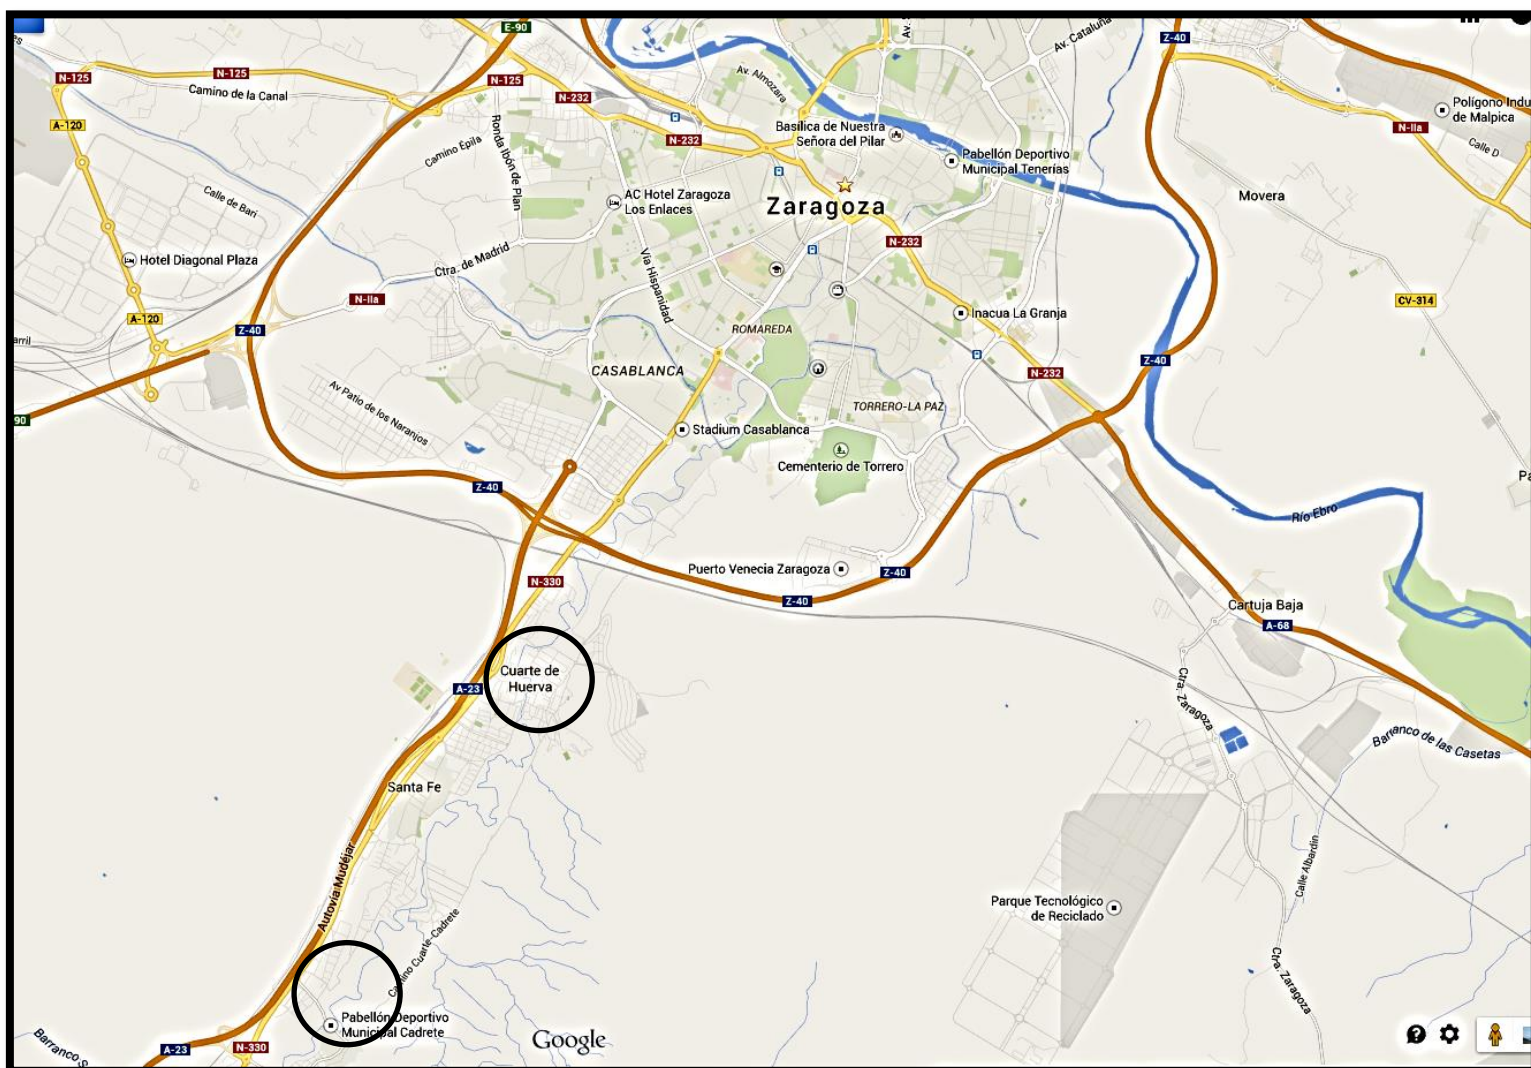 E-90
Z-40
Av. Cataluña
N-125
N-125
N-125
Camino de la Canal
N-232
Av. Almozara
Polígono Indu
de Malpica
A-120
Ronda Ibón de Plan
Basílica de Nuestra
Señora del Pilar
N-IIa
Camino Épila
N-232
Calle D
Pabellón Deportivo
Municipal Tenerías
Calle de Bari
AC Hotel Zaragoza
Los Enlaces
Zaragoza
Movera
N-232
Hotel Diagonal Plaza
Ctra. de Madrid
Vía Hispanidad
N-IIa
CV-314
A-120
Z-40
Inacua La Granja
ROMAREDA
arril
CASABLANCA
Z-40
N-232
Av Patio de los Naranjos
TORRERO-LA PAZ
90
Stadium Casablanca
Cementerio de Torrero
Z-40
Río Ebro
Puerto Venecia Zaragoza
Z-40
N-330
Z-40
Cartuja Baja
A-68
Cuarte de
Huerva
A-23
Ctra. Zaragoza
Barranco de las Casetas
Santa Fe
Autovía Mudéjar
Calle Albardín
Parque Tecnológico
de Reciclado
Camino Cuarte-Cadrete
Ctra. Zaragoza
Pabellón Deportivo
Municipal Cadrete
Google
Barranco S
A-23
N-330